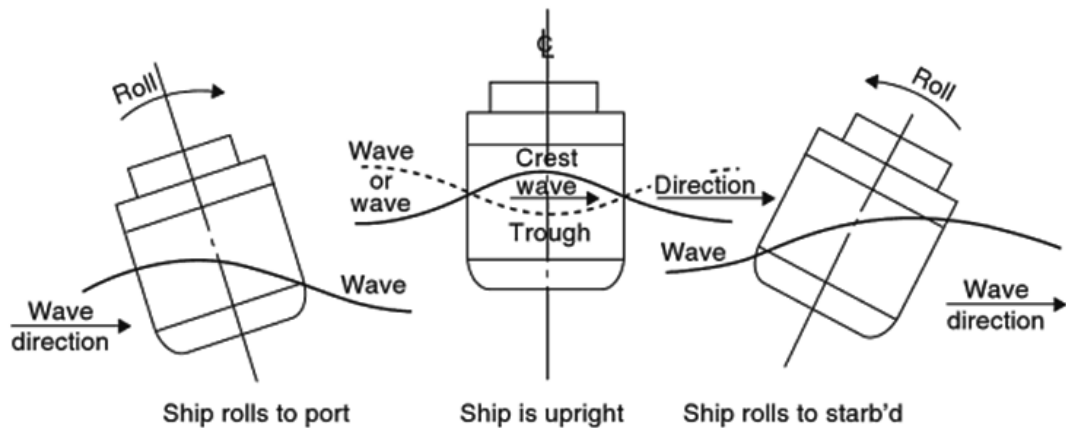 Roll
Wave
direction
Wave
Ship rolls to port
℄
Wave
or
wave
Crest
wave
Trough
Direction
Ship is upright
Roll
Wave
Wave
direction
Ship rolls to starb'd